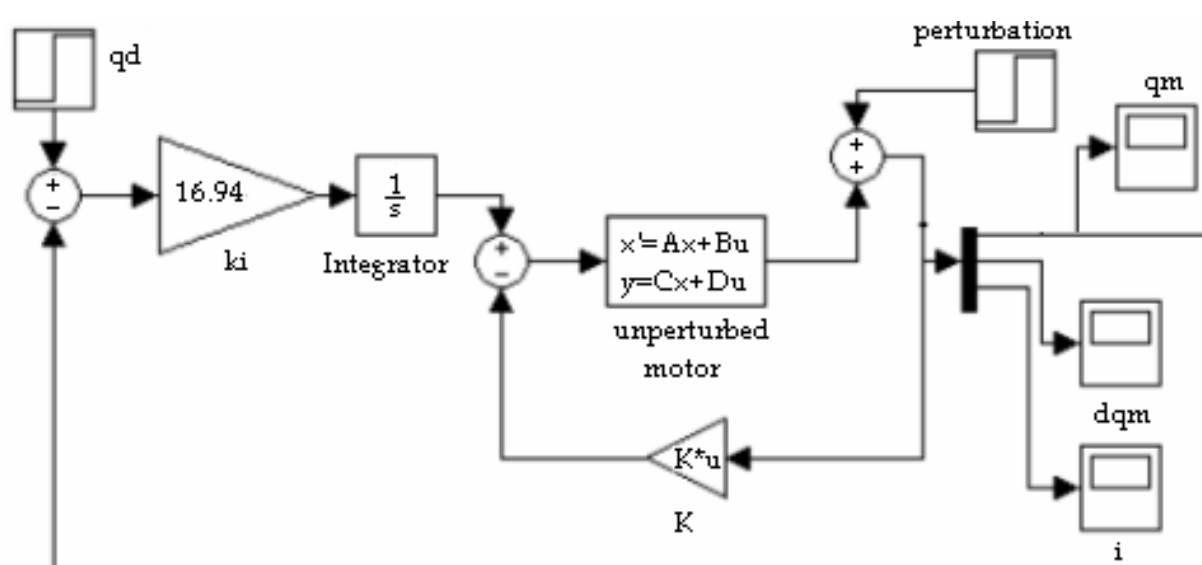 perturbation
qd
qm
+
+
+
−
16.94
1
s
+
−
x'=Ax+Bu
y=Cx+Du
ki
Integrator
unperturbed
motor
dqm
K*u
K
i